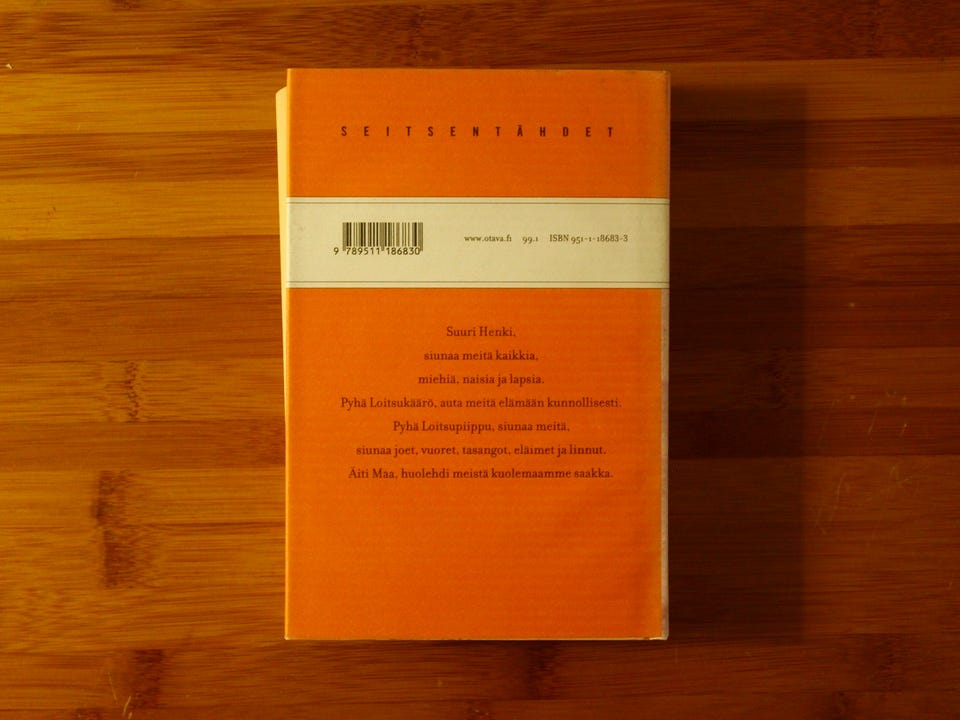 SEITSENTÄHDET
9 789511 186830
www.otava.fi 99.1 ISBN 951-1-18683-3
Suuri Henki,
siunaa meitä kaikkia,
miehiä, naisia ja lapsia.
Pyhä Loitsukäärö, auta meitä elämään kunnollisesti.
Pyhä Loitsupiippu, siunaa meitä,
siunaa joet, vuoret, tasangot, eläimet ja linnut.
Äiti Maa, huolehdi meistä kuolemaamme saakka.